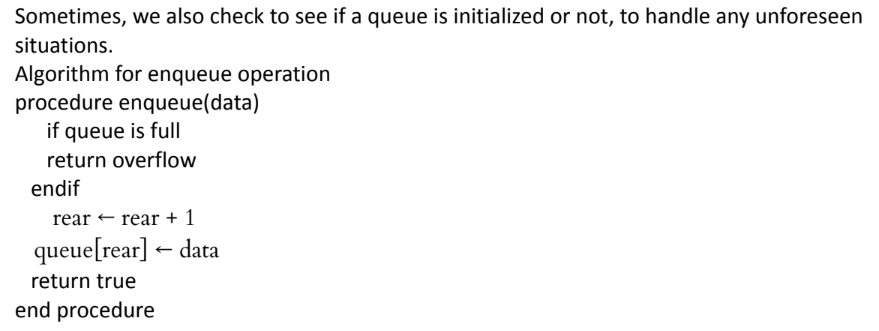 Sometimes, we also check to see if a queue is initialized or not, to handle any unforeseen
situations.
Algorithm for enqueue operation
procedure enqueue(data)
if queue is full
return overflow
endif
rear ← rear + 1
queue[rear] ← data
return true
end procedure